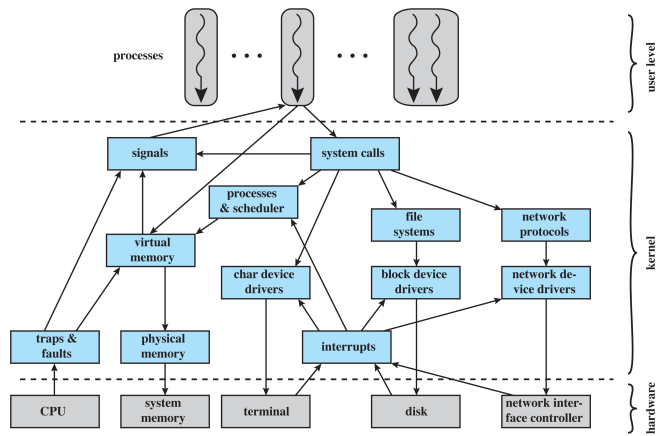 processes
user level
signals
system calls
processes
& scheduler
file
systems
network
protocols
virtual
memory
char device
drivers
block device
drivers
network de-
vice drivers
kernel
traps &
faults
physical
memory
interrupts
CPU
system
memory
terminal
disk
network inter-
face controller
hardware